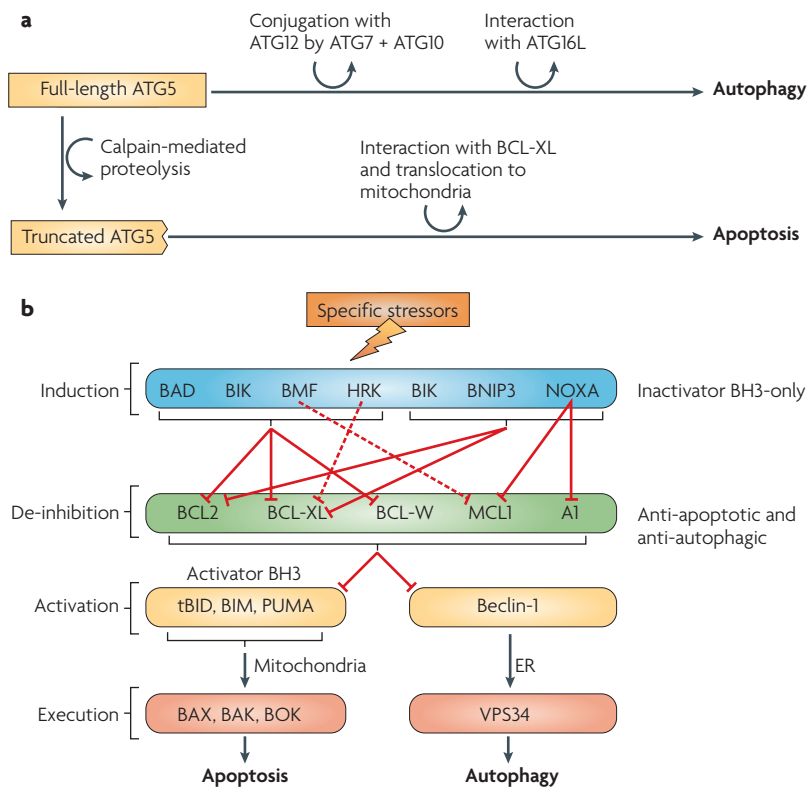 a
Conjugation with
ATG12 by ATG7 + ATG10
Interaction
with ATG16L
Full-length ATG5
Autophagy
Calpain-mediated
proteolysis
Interaction with BCL-XL
and translocation to
mitochondria
Truncated ATG5
Apoptosis
b
Specific stressors
Induction
BAD BIK BMF HRK BIK BNIP3 NOXA
Inactivator BH3-only
De-inhibition
BCL2 BCL-XL BCL-W MCL1 A1
Anti-apoptotic and
anti-autophagic
Activator BH3
Activation
tBID, BIM, PUMA
Beclin-1
Mitochondria
ER
Execution
BAX, BAK, BOK
VPS34
Apoptosis
Autophagy